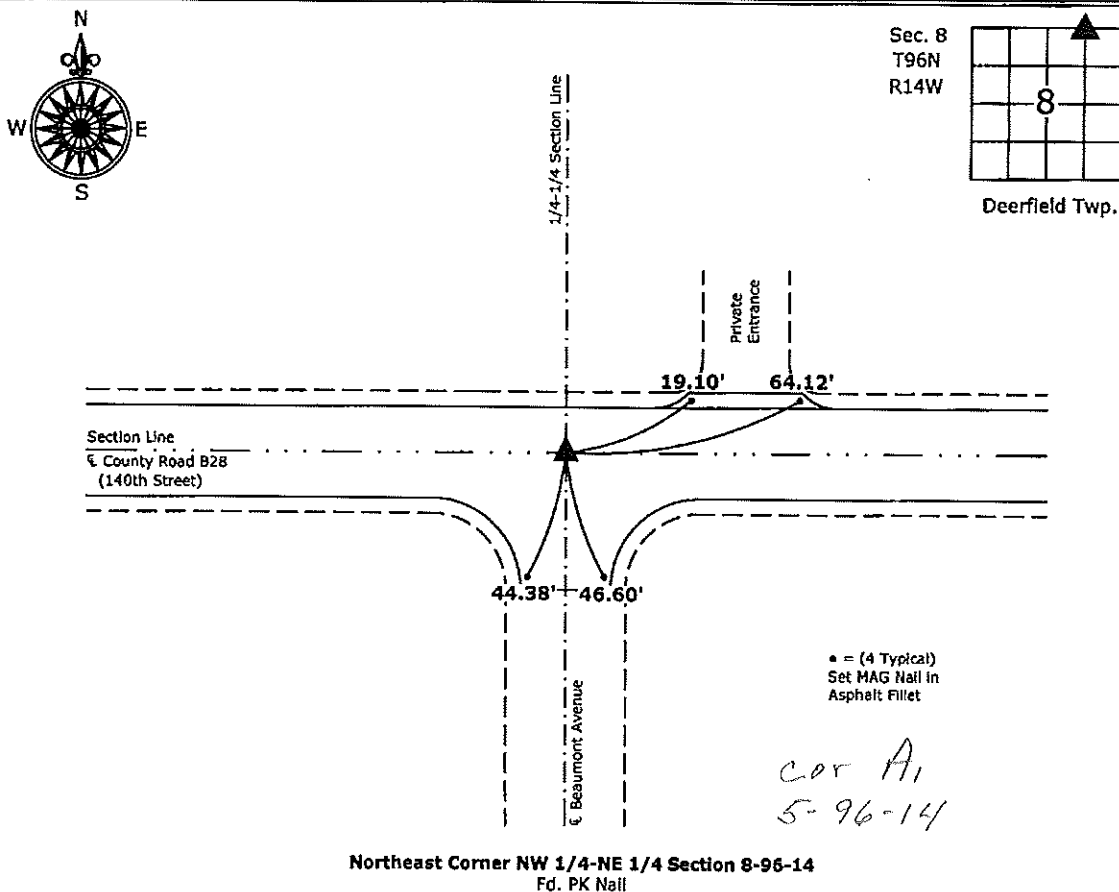 N
W E
S
Sec. 8
T96N
R14W
8
Deerfield Twp.
1/4-1/4 Section Line
Private
Entrance
19.10' 64.12'
Section Line
℄ County Road B28
(140th Street)
44.38' 46.60'
℄ Beaumont Avenue
• = (4 Typical)
Set MAG Nail in
Asphalt Fillet
cor A,
5-96-14
Northeast Corner NW 1/4-NE 1/4 Section 8-96-14
Fd. PK Nail